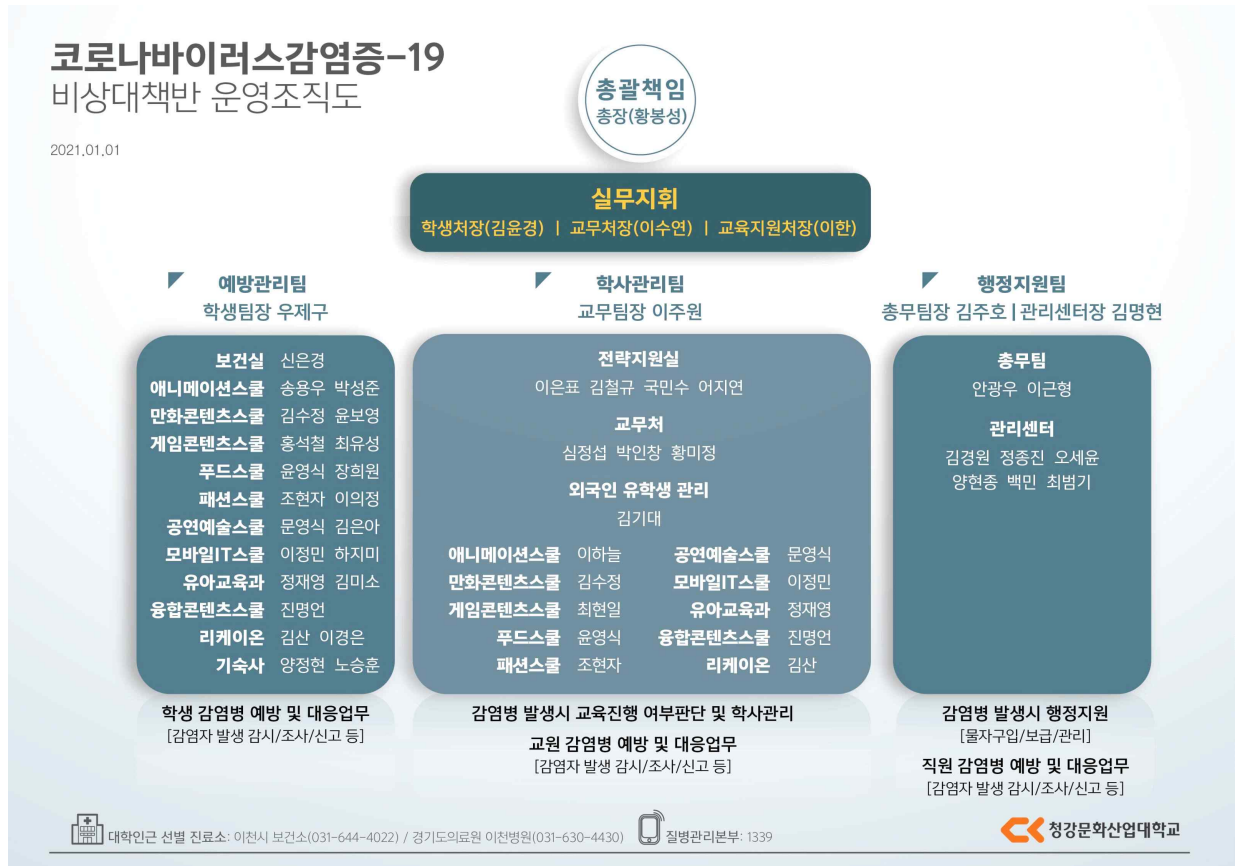 코로나바이러스감염증-19
비상대책반 운영조직도
2021.01.01
총괄책임
총장(황봉성)
실무지휘
학생처장(김윤경) | 교무처장(이수연) | 교육지원처장(이한)
예방관리팀
학생팀장 우제구
보건실 신은경
애니메이션스쿨 송용우 박성준
만화콘텐츠스쿨 김수정 윤보영
게임콘텐츠스쿨 홍석철 최유성
푸드스쿨 윤영식 장희원
패션스쿨 조현자 이의정
공연예술스쿨 문영식 김은아
모바일IT스쿨 이정민 하지미
유아교육과 정재영 김미소
융합콘텐츠스쿨 진명언
리케이온 김산 이경은
기숙사 양정현 노승훈
학생 감염병 예방 및 대응업무
[감염자 발생 감시/조사/신고 등]
학사관리팀
교무팀장 이주원
전략지원실
이은표 김철규 국민수 어지연
교무처
심정섭 박인창 황미정
외국인 유학생 관리
김기대
애니메이션스쿨 이하늘 공연예술스쿨 문영식
만화콘텐츠스쿨 김수정 모바일IT스쿨 이정민
게임콘텐츠스쿨 최현일 유아교육과 정재영
푸드스쿨 윤영식 융합콘텐츠스쿨 진명언
패션스쿨 조현자 리케이온 김산
감염병 발생시 교육진행 여부판단 및 학사관리
교원 감염병 예방 및 대응업무
[감염자 발생 감시/조사/신고 등]
행정지원팀
총무팀장 김주호 | 관리센터장 김명현
총무팀
안광우 이근형
관리센터
김경원 정종진 오세윤
양현종 백민 최범기
감염병 발생시 행정지원
[물자구입/보급/관리]
직원 감염병 예방 및 대응업무
[감염자 발생 감시/조사/신고 등]
대학인근 선별 진료소: 이천시 보건소(031-644-4022) / 경기도의료원 이천병원(031-630-4430) 질병관리본부: 1339
청강문화산업대학교